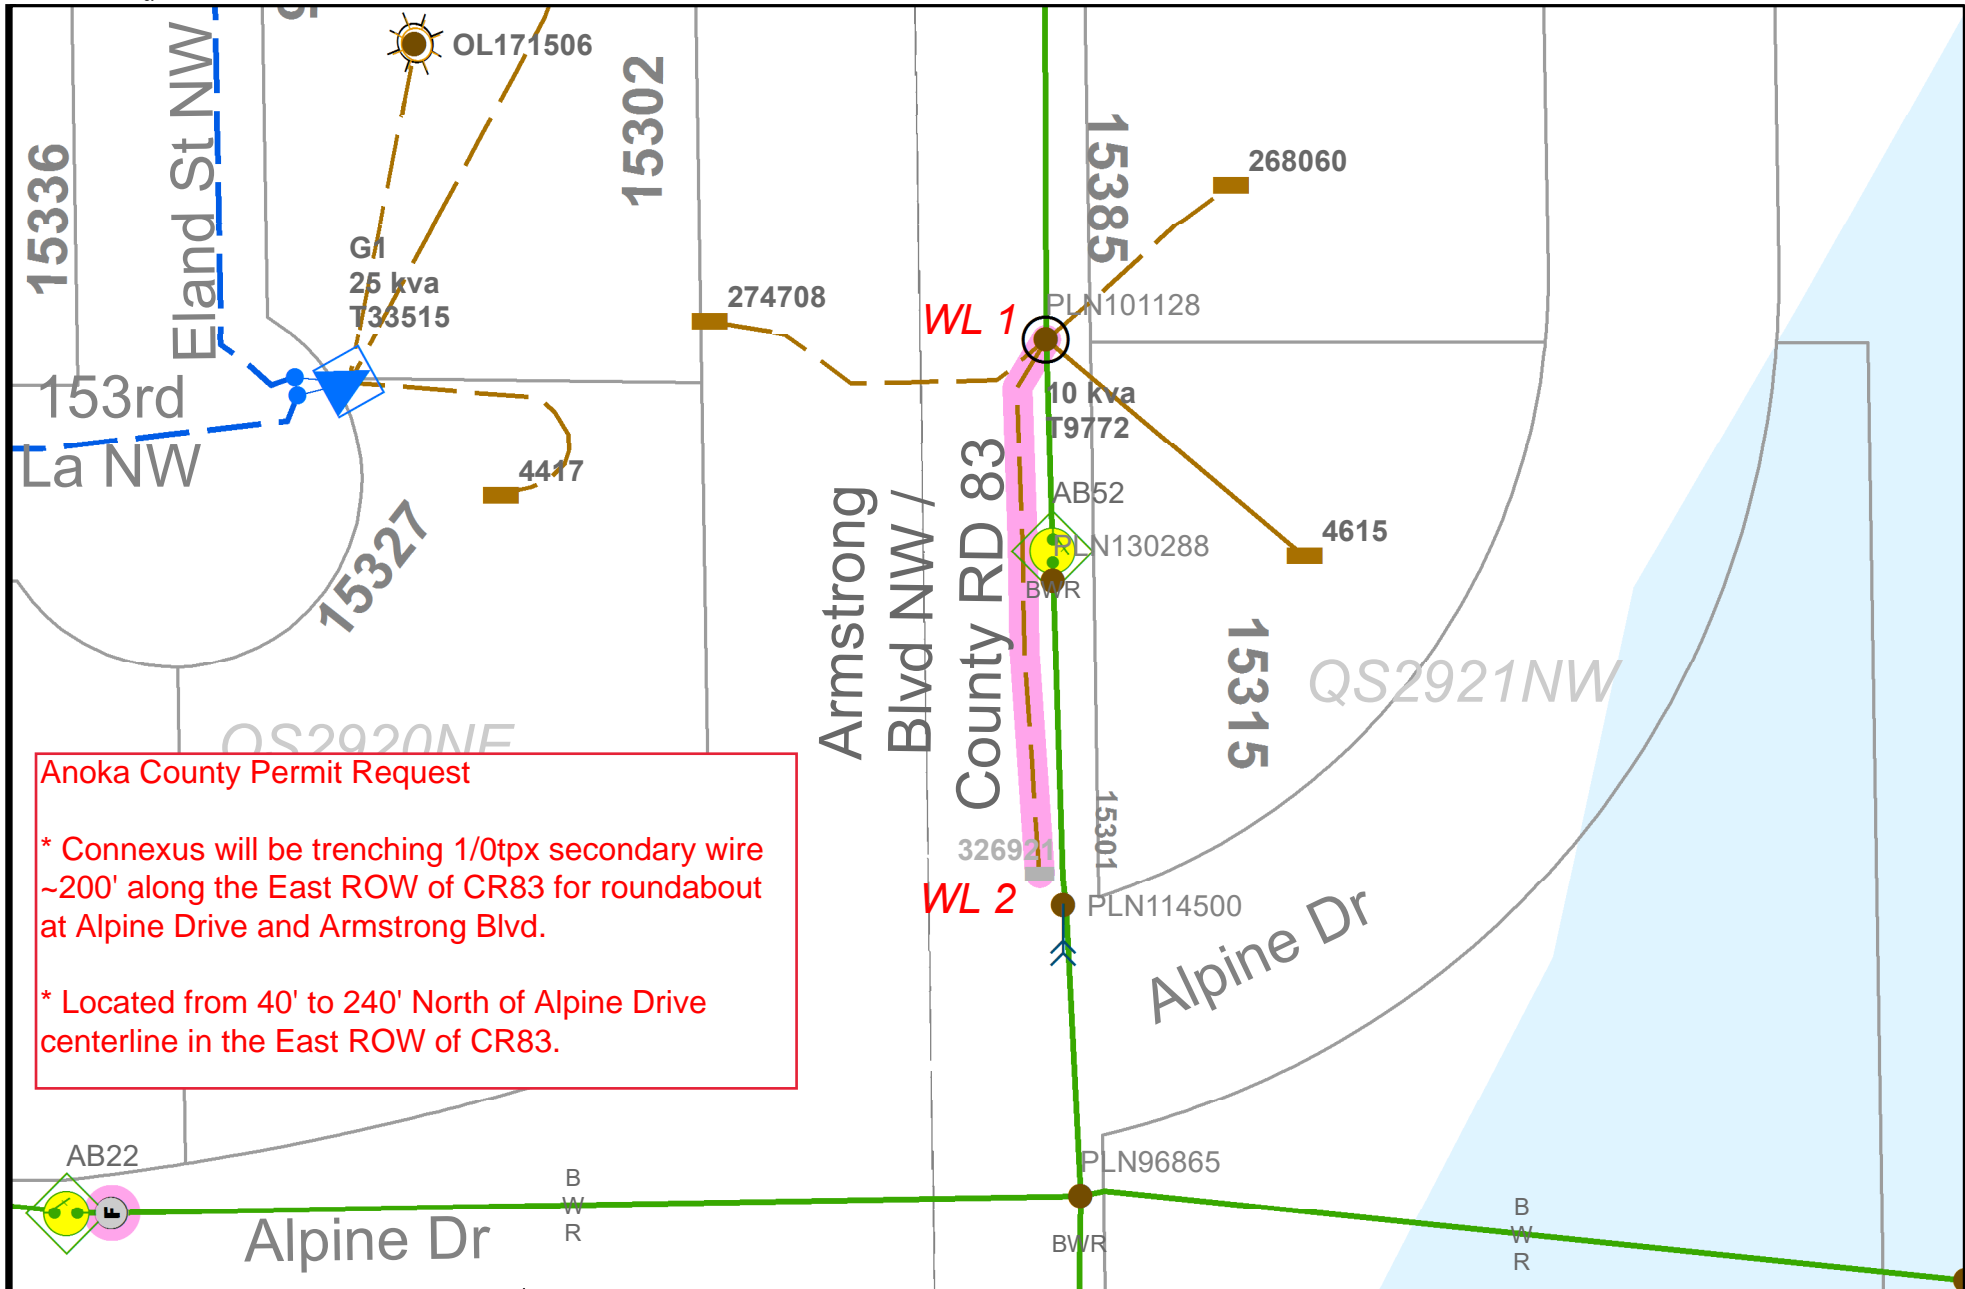 OL171506
Eland St NW
15336
15302
15385
268060
G1
25 kva
T33515
274708
WL 1
PLN101128
153rd
La NW
10 kva
T9772
4417
15327
Armstrong
Blvd NW /
County RD 83
AB52
PLN130288
BWR
4615
15315
QS2921NW
QS2920NE
Anoka County Permit Request
* Connexus will be trenching 1/0tpx secondary wire
~200' along the East ROW of CR83 for roundabout
at Alpine Drive and Armstrong Blvd.
* Located from 40' to 240' North of Alpine Drive
centerline in the East ROW of CR83.
15301
326921
WL 2
PLN114500
Alpine Dr
AB22
F
B
W
R
PLN96865
Alpine Dr
BWR
B
W
R